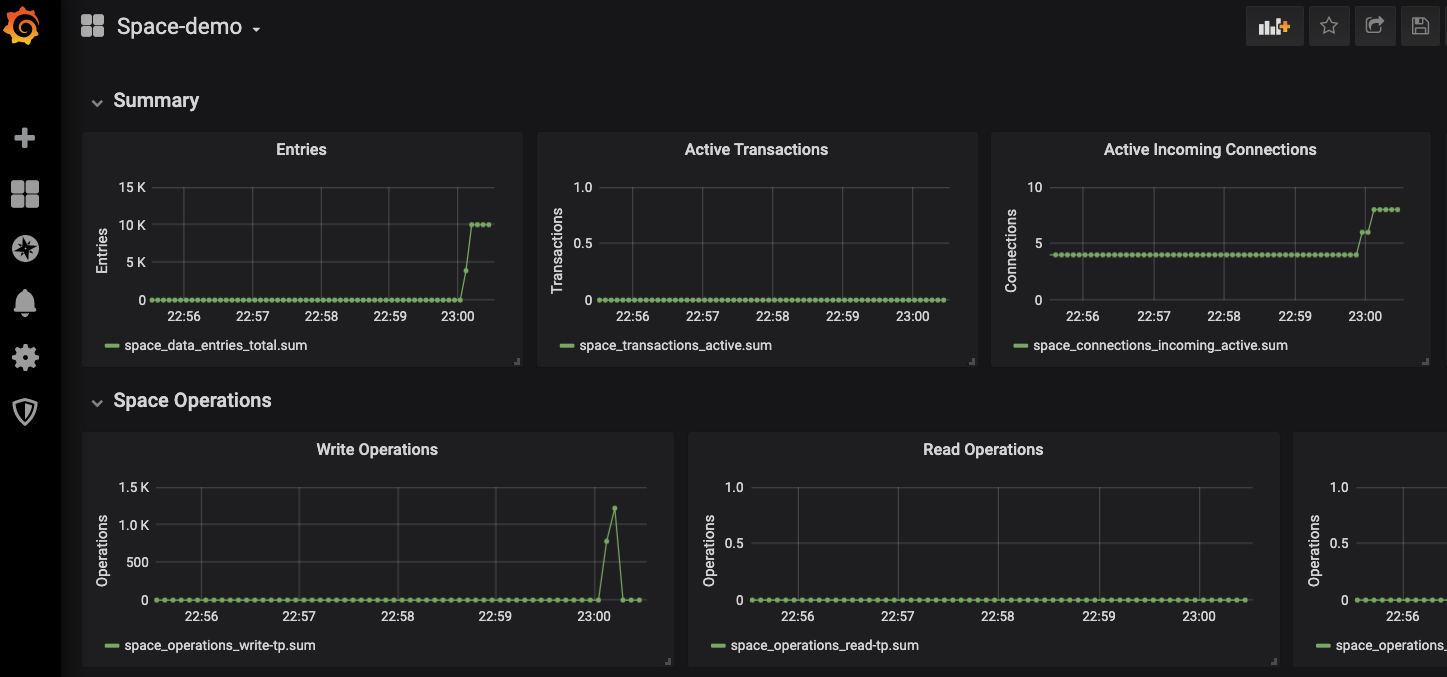 Space-demo
Summary
Entries
15 K
10 K
5 K
0
Entries
22:56 22:57 22:58 22:59 23:00
space_data_entries_total.sum
Active Transactions
1.0
0.5
0
Transactions
22:56 22:57 22:58 22:59 23:00
space_transactions_active.sum
Active Incoming Connections
10
5
0
Connections
22:56 22:57 22:58 22:59 23:00
space_connections_incoming_active.sum
Space Operations
Write Operations
1.5 K
1.0 K
500
0
Operations
22:56 22:57 22:58 22:59 23:00
space_operations_write-tp.sum
Read Operations
1.0
0.5
0
Operations
22:56 22:57 22:58 22:59 23:00
space_operations_read-tp.sum
1.0
0.5
0
Operations
22:56
space_operations_